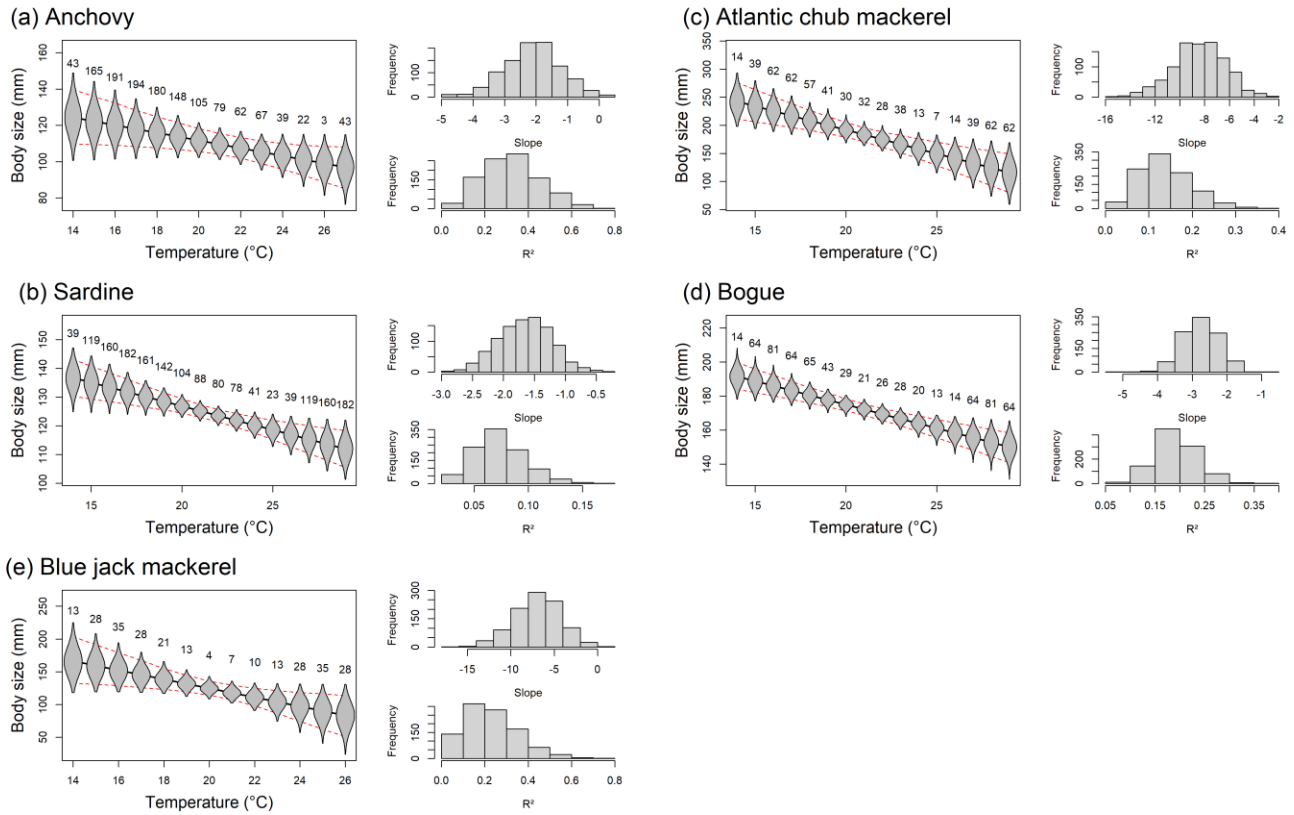 (a) Anchovy
Body size (mm)
160
140
120
100
80
43 165 191 194 180 148 105 79 62 67 39 22 3 43
14 16 18 20 22 24 26
Temperature (°C)
Frequency
100
0
-5 -4 -3 -2 -1 0
Slope
Frequency
150
0
0.0 0.2 0.4 0.6 0.8
R²
(c) Atlantic chub mackerel
Body size (mm)
350
300
250
200
150
100
50
14 39 62 62 57 41 30 32 28 38 13 7 14 39 62 62
15 20 25
Temperature (°C)
Frequency
100
0
-16 -12 -8 -6 -4 -2
Slope
Frequency
350
150
0
0.0 0.1 0.2 0.3 0.4
R²
(b) Sardine
Body size (mm)
150
140
130
120
110
100
39 119 160 182 161 142 104 88 80 78 41 23 39 119 160 182
15 20 25
Temperature (°C)
Frequency
100
0
-3.0 -2.5 -2.0 -1.5 -1.0 -0.5
Slope
Frequency
350
150
0
0.05 0.10 0.15
R²
(d) Bogue
Body size (mm)
220
200
180
160
140
14 64 81 64 65 43 29 21 26 28 20 13 14 64 81 64
15 20 25
Temperature (°C)
Frequency
350
150
0
-5 -4 -3 -2 -1
Slope
Frequency
200
0
0.05 0.15 0.25 0.35
R²
(e) Blue jack mackerel
Body size (mm)
250
200
150
100
50
13 28 35 28 21 13 4 7 10 13 28 35 28
14 16 18 20 22 24 26
Temperature (°C)
Frequency
300
150
0
-15 -10 -5 0
Slope
Frequency
150
0
0.0 0.2 0.4 0.6 0.8
R²